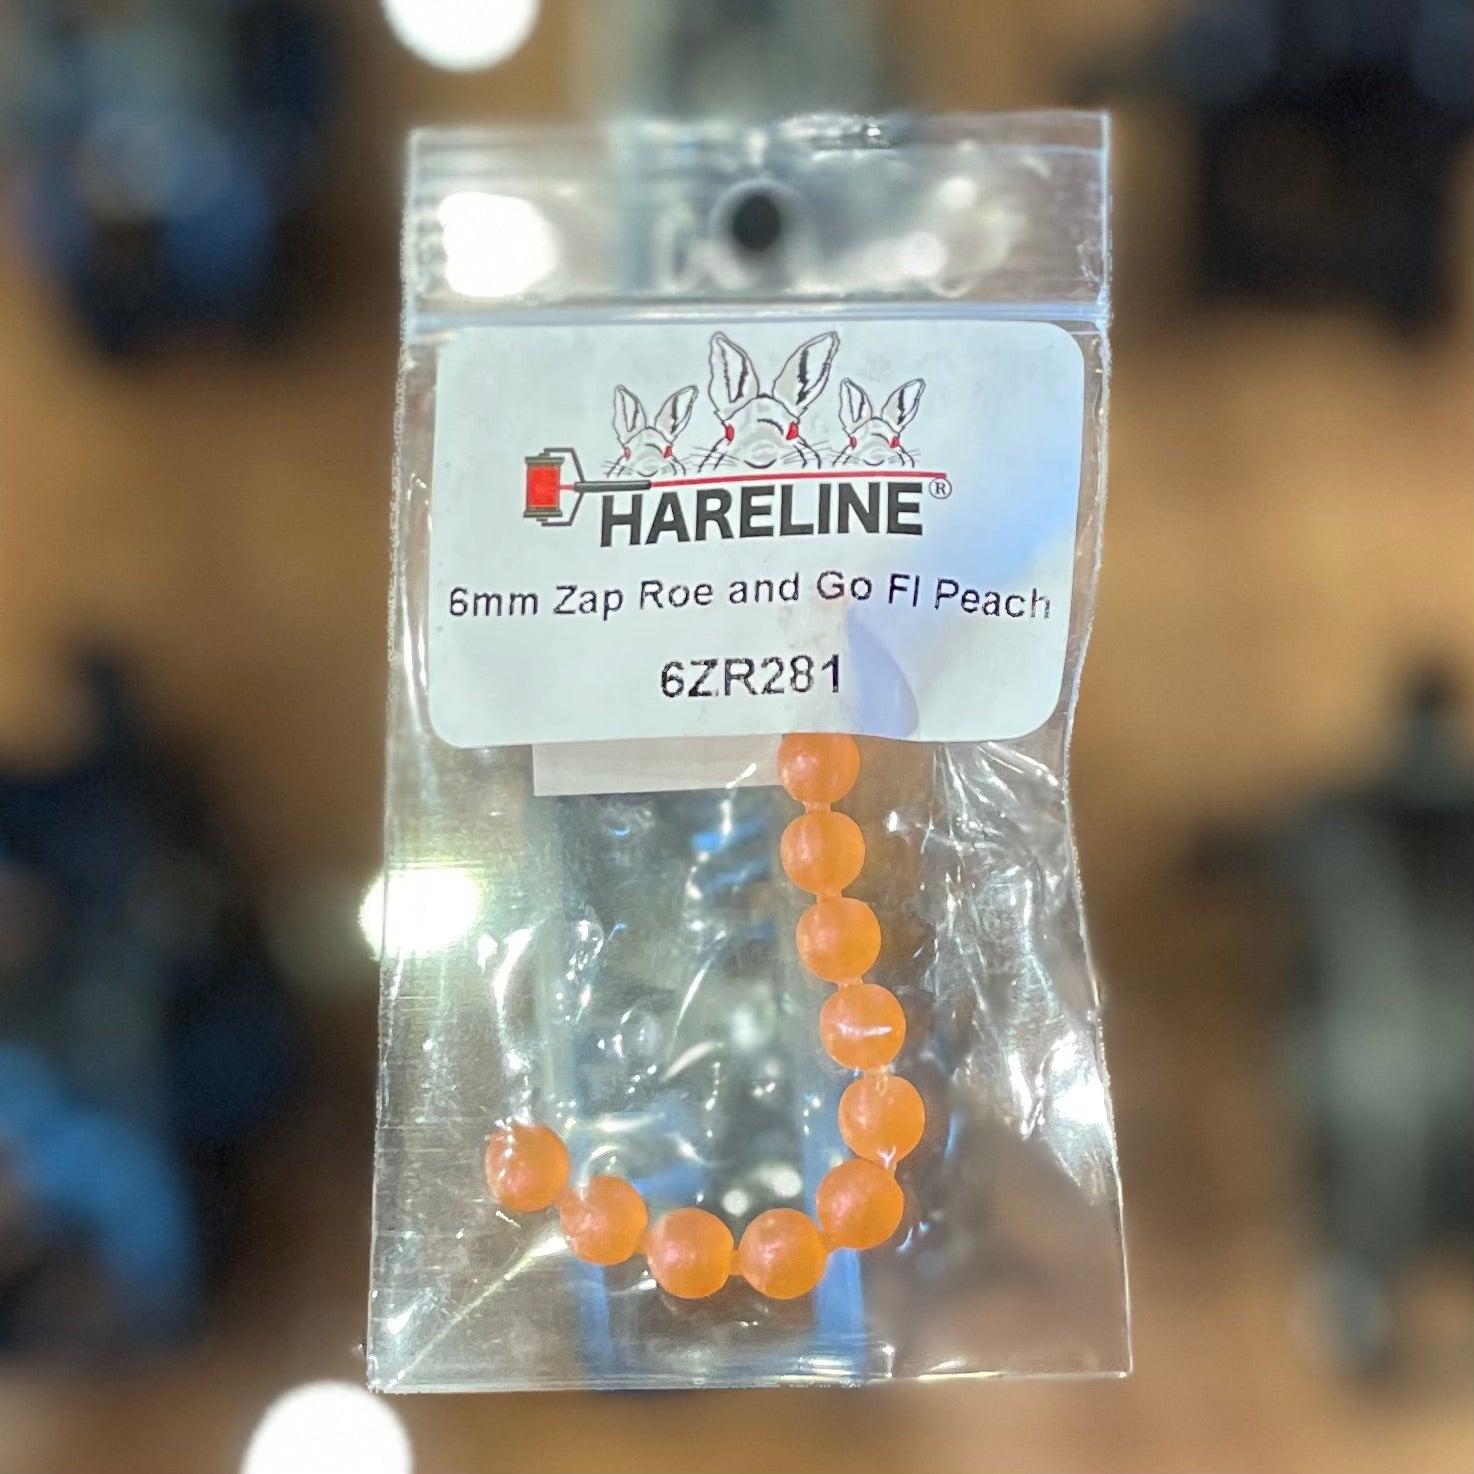 HARELINE®
6mm Zap Roe and Go Fl Peach
6ZR281